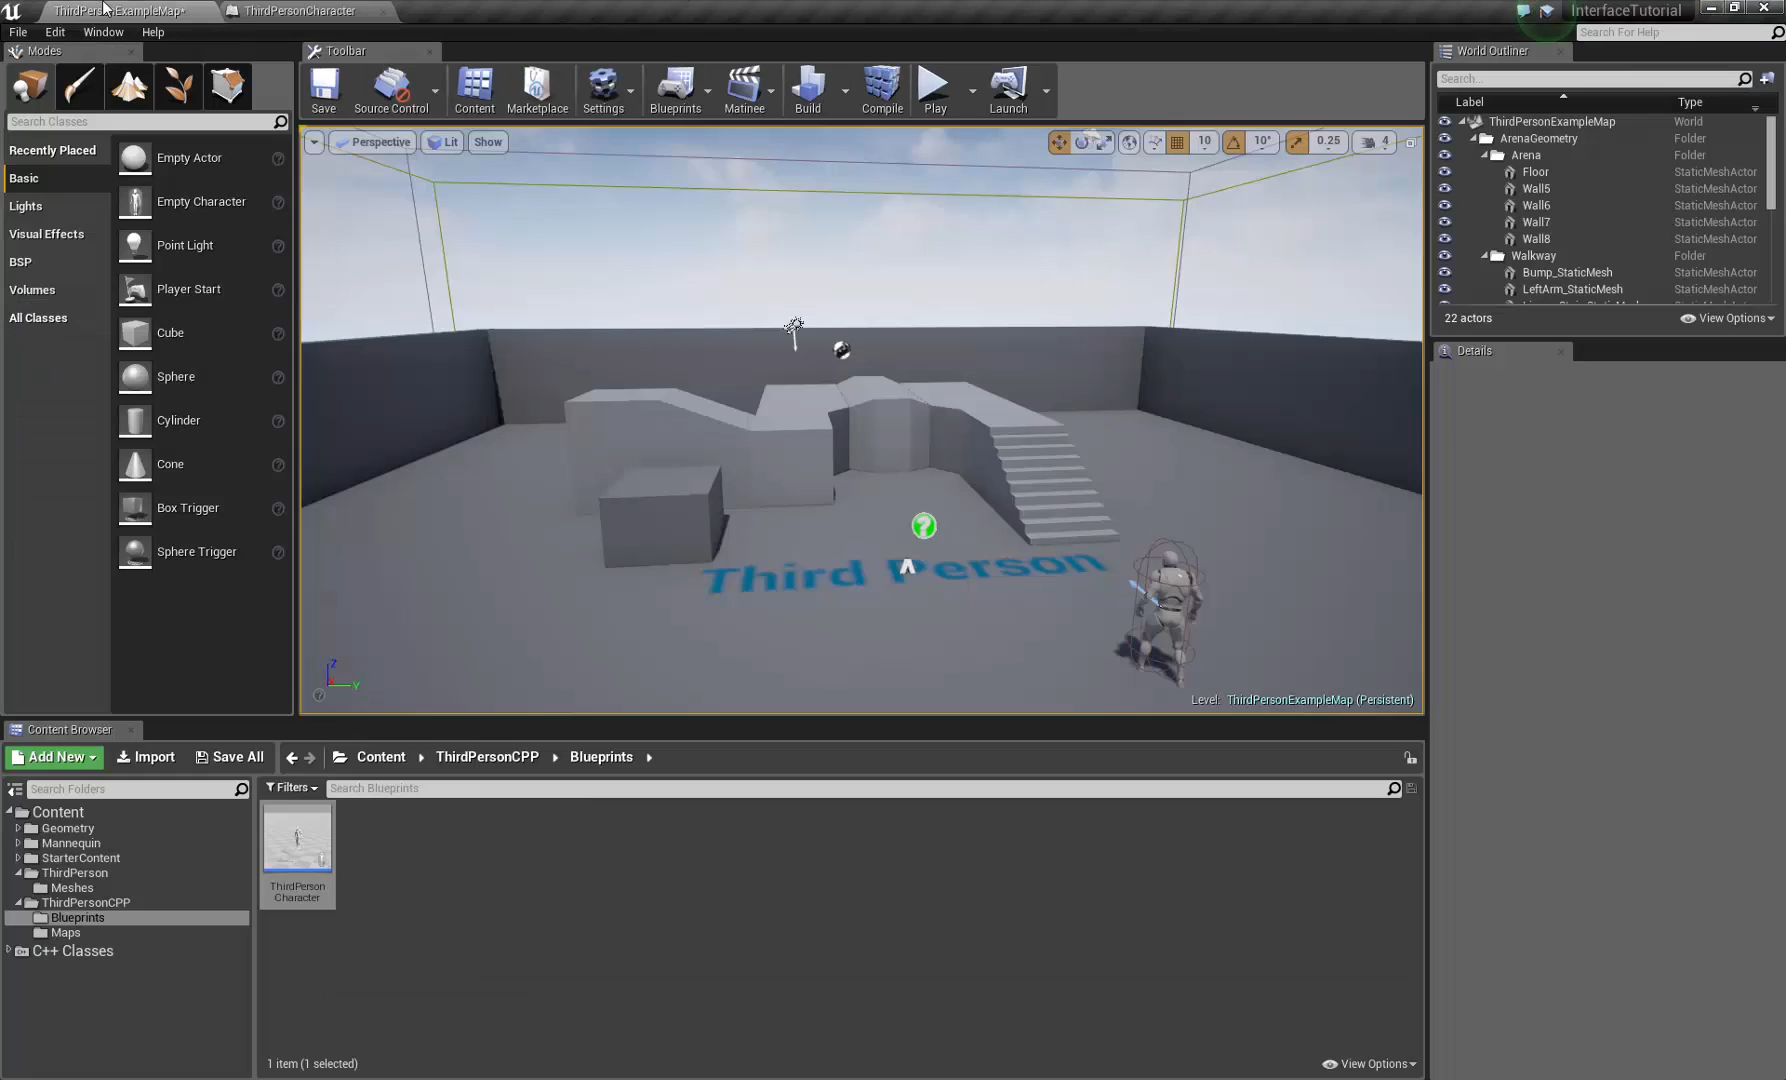 ThirdPersonExampleMap*
ThirdPersonCharacter
InterfaceTutorial
File Edit Window Help
Search For Help
Modes
Toolbar
World Outliner
Save
Source Control
Content
Marketplace
Settings
Blueprints
Matinee
Build
Compile
Play
Launch
Search Classes
Recently Placed
Basic
Lights
Visual Effects
BSP
Volumes
All Classes
Empty Actor
Empty Character
Point Light
Player Start
Cube
Sphere
Cylinder
Cone
Box Trigger
Sphere Trigger
Perspective
Lit
Show
10
10°
0.25
4
Third Person
Z
Y
Level: ThirdPersonExampleMap (Persistent)
Search...
Label Type
ThirdPersonExampleMap World
ArenaGeometry Folder
Arena Folder
Floor StaticMeshActor
Wall5 StaticMeshActor
Wall6 StaticMeshActor
Wall7 StaticMeshActor
Wall8 StaticMeshActor
Walkway Folder
Bump_StaticMesh StaticMeshActor
LeftArm_StaticMesh StaticMeshActor
22 actors
View Options
Details
Content Browser
Add New
Import
Save All
Content
ThirdPersonCPP
Blueprints
Search Folders
Filters
Search Blueprints
Content
Geometry
Mannequin
StarterContent
ThirdPerson
Meshes
ThirdPersonCPP
Blueprints
Maps
C++ Classes
ThirdPerson
Character
1 item (1 selected)
View Options